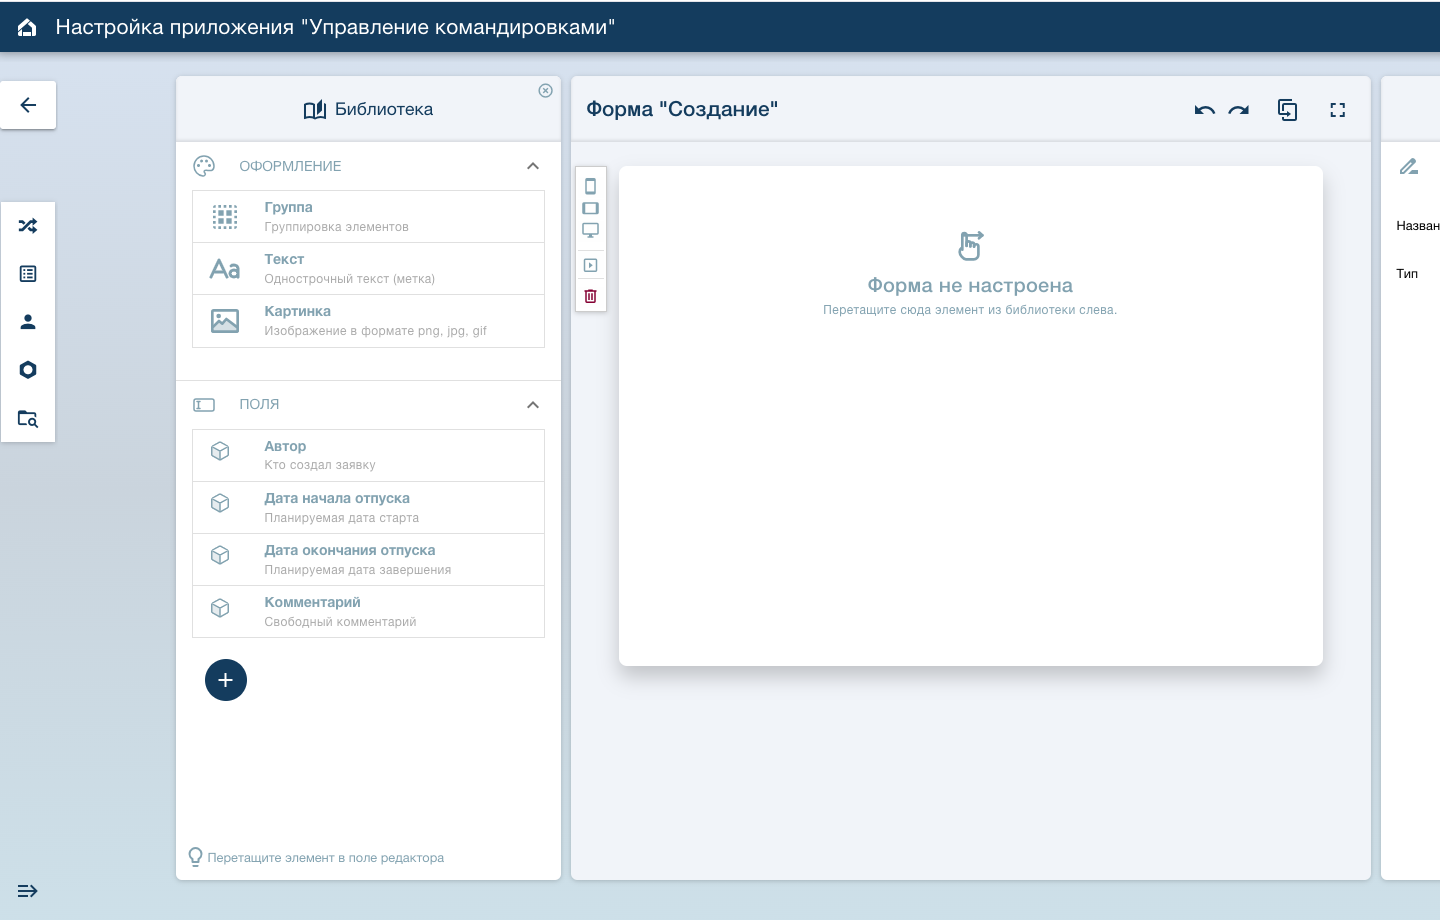 Настройка приложения "Управление командировками"
Библиотека
ОФОРМЛЕНИЕ
Группа
Группировка элементов
Aa
Текст
Однострочный текст (метка)
Картинка
Изображение в формате png, jpg, gif
ПОЛЯ
Автор
Кто создал заявку
Дата начала отпуска
Планируемая дата старта
Дата окончания отпуска
Планируемая дата завершения
Комментарий
Свободный комментарий
Перетащите элемент в поле редактора
Форма "Создание"
Форма не настроена
Перетащите сюда элемент из библиотеки слева.
Назван
Тип